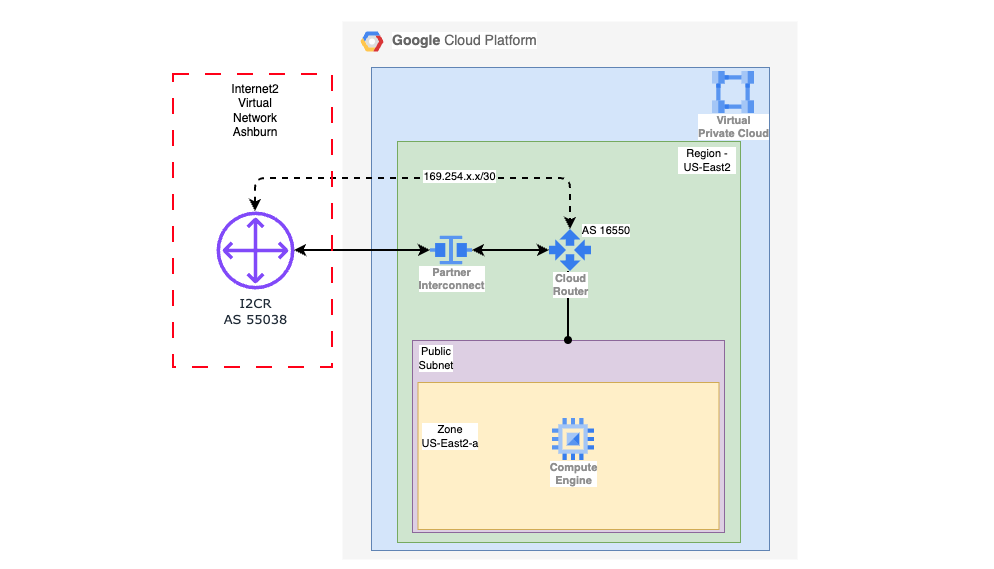 Google Cloud Platform
Internet2
Virtual
Network
Ashburn
Virtual
Private Cloud
Region -
US-East2
169.254.x.x/30
AS 16550
Partner
Interconnect
Cloud
Router
I2CR
AS 55038
Public
Subnet
Zone
US-East2-a
Compute
Engine